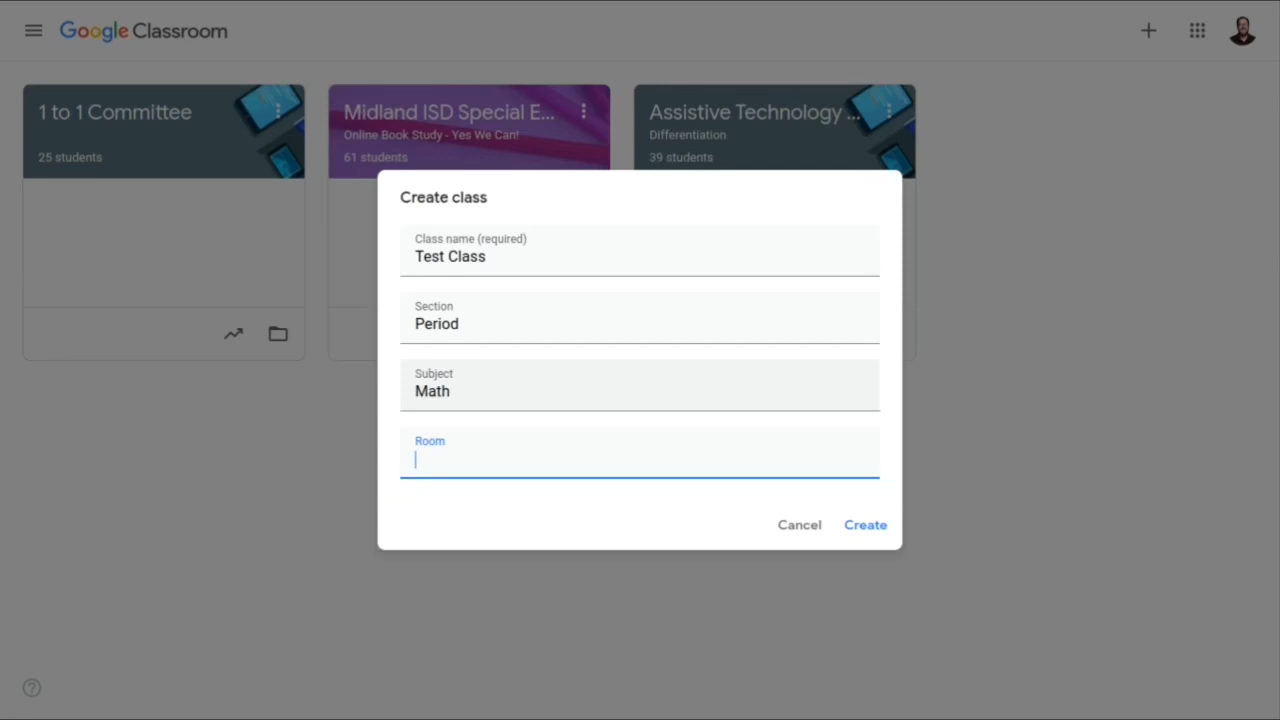 Google Classroom
1 to 1 Committee
25 students
Midland ISD Special E...
Online Book Study - Yes We Can!
61 students
Assistive Technology ...
Differentiation
39 students
Create class
Class name (required)
Test Class
Section
Period
Subject
Math
Room
Cancel
Create